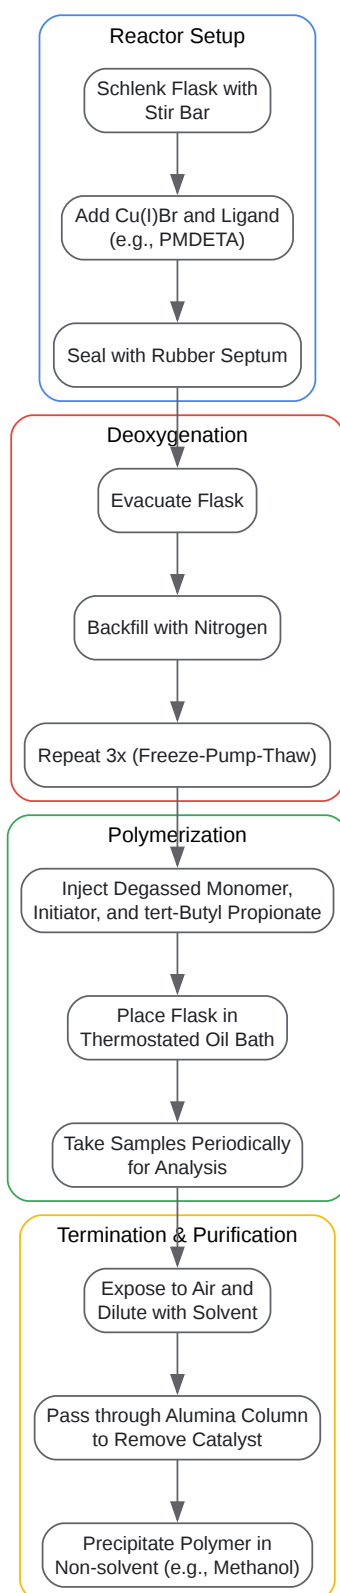 Reactor Setup
Schlenk Flask with
Stir Bar
Add Cu(I)Br and Ligand
(e.g., PMDETA)
Seal with Rubber Septum
Deoxygenation
Evacuate Flask
Backfill with Nitrogen
Repeat 3x (Freeze-Pump-Thaw)
Polymerization
Inject Degassed Monomer,
Initiator, and tert-Butyl Propionate
Place Flask in
Thermostated Oil Bath
Take Samples Periodically
for Analysis
Termination & Purification
Expose to Air and
Dilute with Solvent
Pass through Alumina Column
to Remove Catalyst
Precipitate Polymer in
Non-solvent (e.g., Methanol)